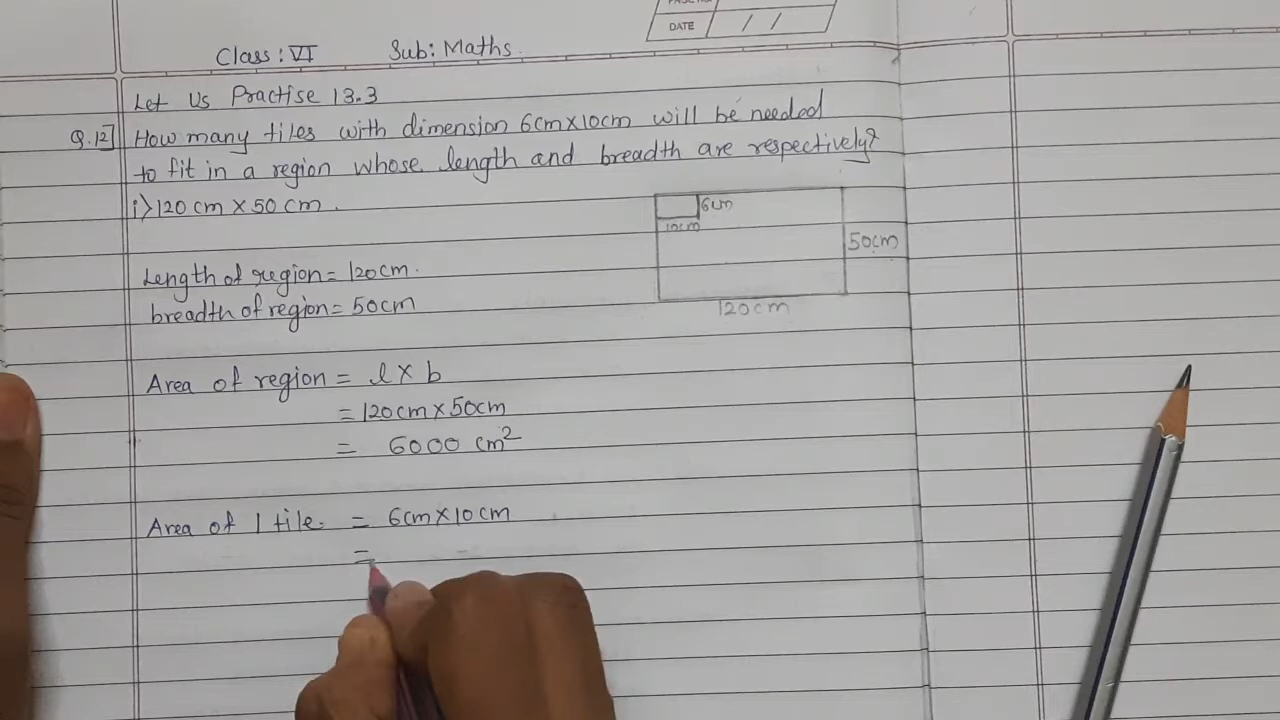 DATE / /
Class : VI Sub: Maths.
Let Us Practise 13.3
Q.12] How many tiles with dimension 6cm×10cm will be needed
to fit in a region whose length and breadth are respectively?
i> 120 cm × 50 cm.
6cm
10cm
50cm
120cm
Length of region = 120cm.
breadth of region = 50cm
Area of region = l × b
= 120cm × 50cm
= 6000 cm²
Area of 1 tile. = 6cm × 10cm
=